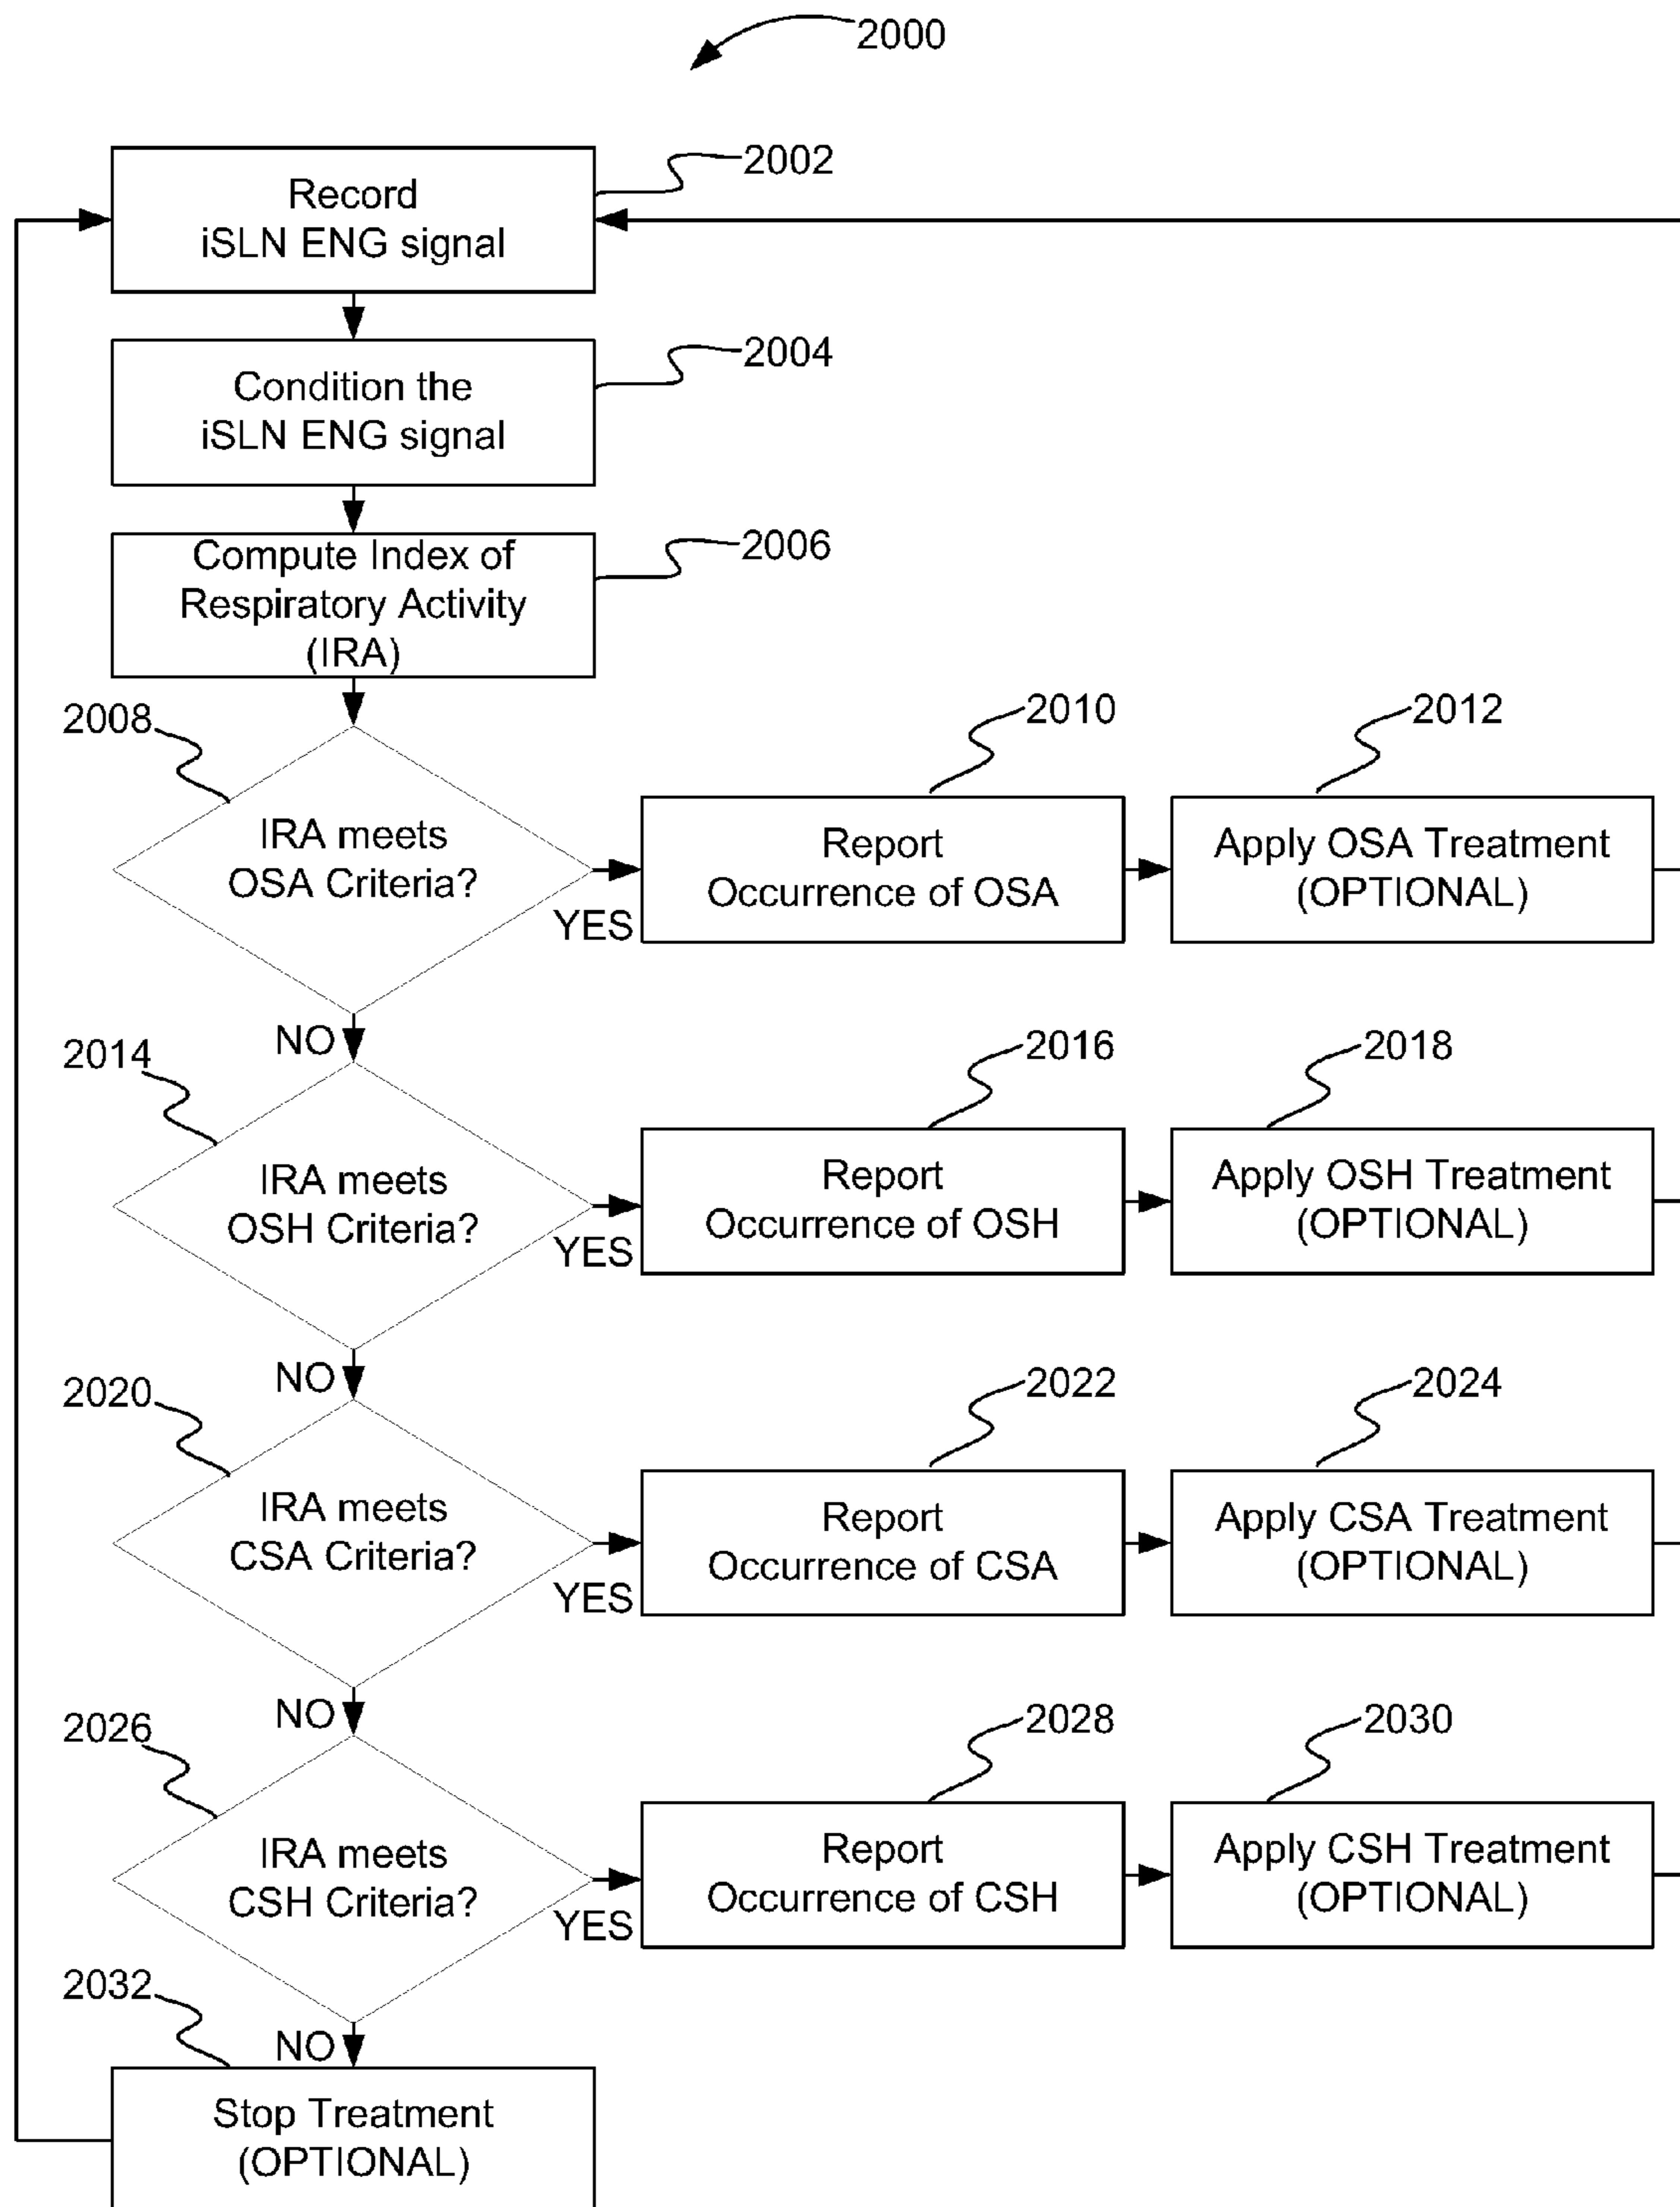 2000
2002
Record
iSLN ENG signal
2004
Condition the
iSLN ENG signal
2006
Compute Index of
Respiratory Activity
(IRA)
2008
2010
2012
IRA meets
OSA Criteria?
YES
Report
Occurrence of OSA
Apply OSA Treatment
(OPTIONAL)
NO
2014
2016
2018
IRA meets
OSH Criteria?
YES
Report
Occurrence of OSH
Apply OSH Treatment
(OPTIONAL)
NO
2020
2022
2024
IRA meets
CSA Criteria?
YES
Report
Occurrence of CSA
Apply CSA Treatment
(OPTIONAL)
NO
2026
2028
2030
IRA meets
CSH Criteria?
YES
Report
Occurrence of CSH
Apply CSH Treatment
(OPTIONAL)
2032
NO
Stop Treatment
(OPTIONAL)